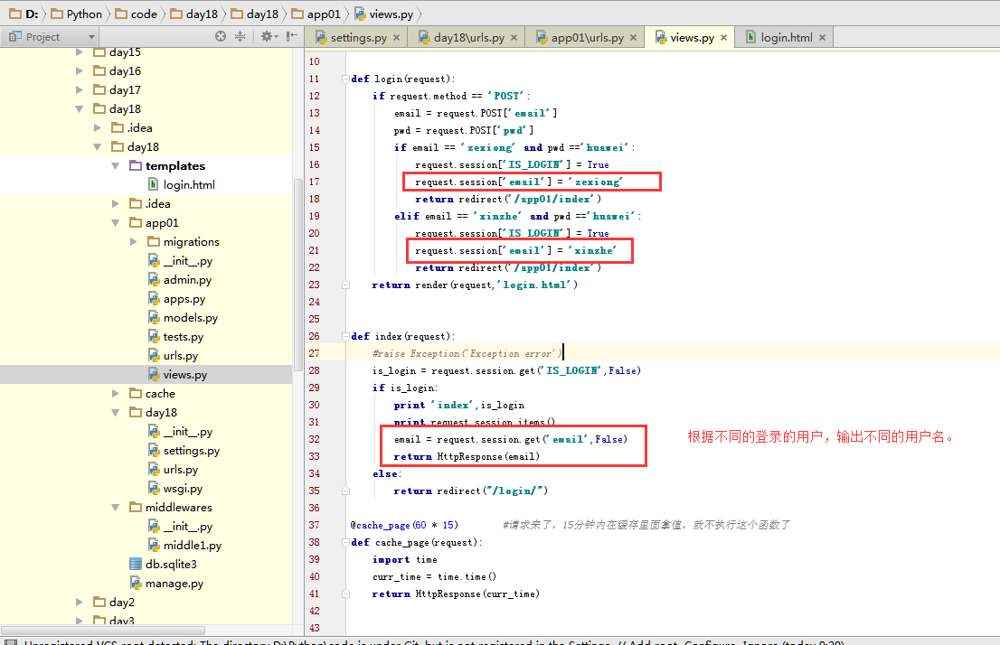 D: Python code day18 day18 app01 views.py
Project
settings.py × day18\urls.py × app01\urls.py × views.py × login.html ×
day15
day16
day17
day18
.idea
day18
templates
login.html
.idea
app01
migrations
__init__.py
admin.py
apps.py
models.py
tests.py
urls.py
views.py
cache
day18
__init__.py
settings.py
urls.py
wsgi.py
middlewares
__init__.py
middle1.py
db.sqlite3
manage.py
day2
day3
10
11 def login(request):
12 if request.method == 'POST':
13 email = request.POST['email']
14 pwd = request.POST['pwd']
15 if email == 'zexiong' and pwd =='huawei':
16 request.session['IS_LOGIN'] = True
17 request.session['email'] = 'zexiong'
18 return redirect('/app01/index')
19 elif email == 'xinzhe' and pwd =='huawei':
20 request.session['IS_LOGIN'] = True
21 request.session['email'] = 'xinzhe'
22 return redirect('/app01/index')
23 return render(request,'login.html')
24
25
26 def index(request):
27 #raise Exception('Exception error')
28 is_login = request.session.get('IS_LOGIN',False)
29 if is_login:
30 print 'index',is_login
31 print request.session.items()
32 email = request.session.get('email',False)
33 return HttpResponse(email)
34 else:
35 return redirect("/login/")
36
37 @cache_page(60 * 15) #请求来了，15分钟内在缓存里面拿值，就不执行这个函数了
38 def cache_page(request):
39 import time
40 curr_time = time.time()
41 return HttpResponse(curr_time)
42
43
根据不同的登录的用户，输出不同的用户名。
Unregistered VCS root detected: The directory D:\Python\code is under Git, but is not registered in the Settings. // Add root Configure Ignore (today 9:20)